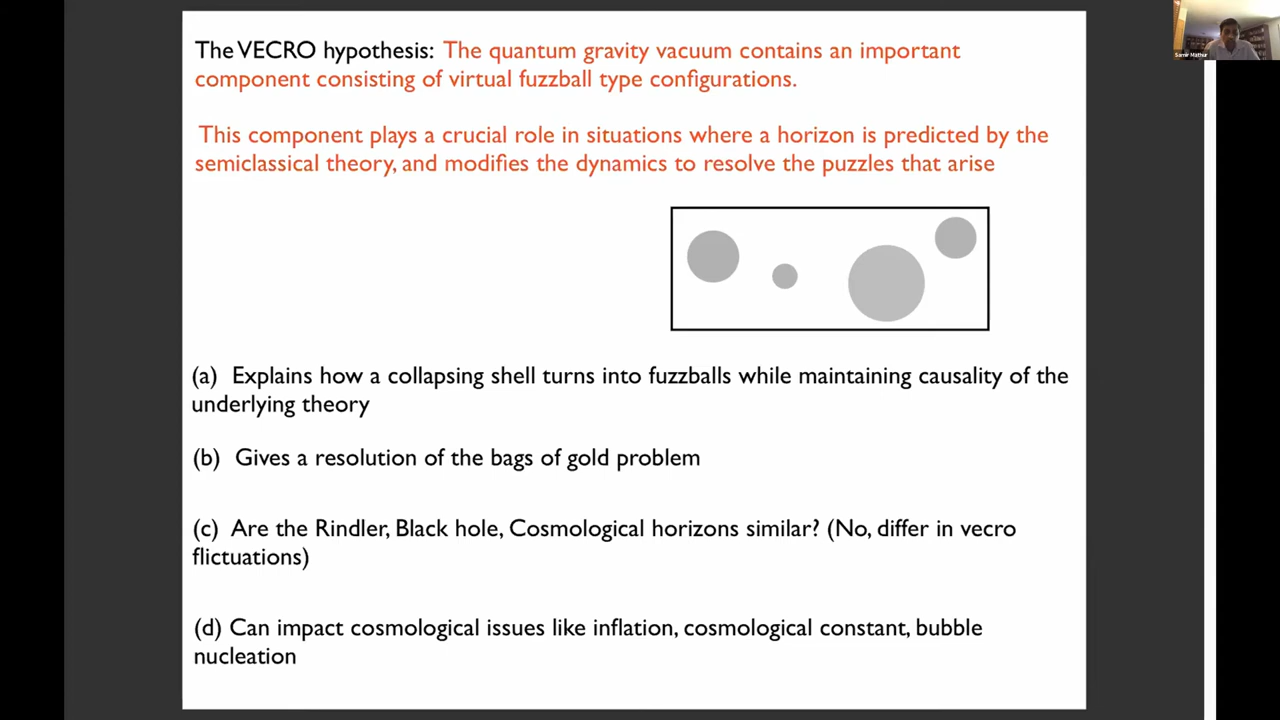 The VECRO hypothesis: The quantum gravity vacuum contains an important
component consisting of virtual fuzzball type configurations.
This component plays a crucial role in situations where a horizon is predicted by the
semiclassical theory, and modifies the dynamics to resolve the puzzles that arise
(a) Explains how a collapsing shell turns into fuzzballs while maintaining causality of the
underlying theory
(b) Gives a resolution of the bags of gold problem
(c) Are the Rindler, Black hole, Cosmological horizons similar? (No, differ in vecro
flictuations)
(d) Can impact cosmological issues like inflation, cosmological constant, bubble
nucleation
Samir Mathur